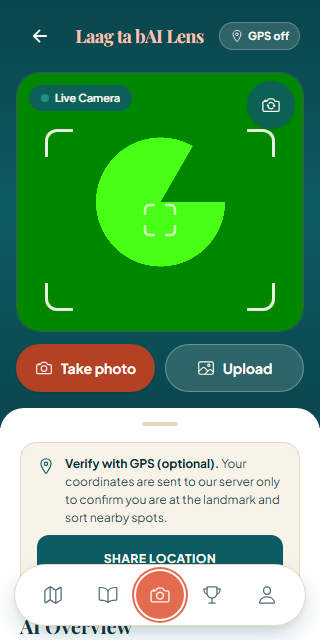 Laag ta bAI Lens
GPS off
Live Camera
Take photo
Upload
Verify with GPS (optional). Your
coordinates are sent to our server only
to confirm you are at the landmark and
sort nearby spots.
SHARE LOCATION
AI Overview